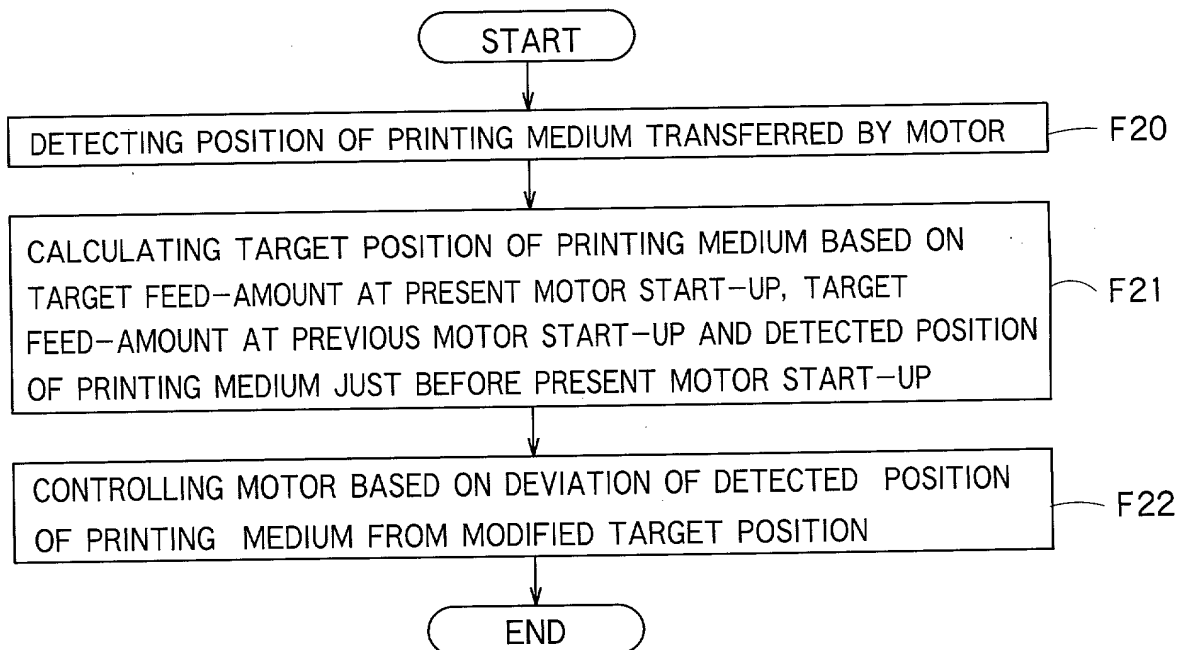 START
DETECTING POSITION OF PRINTING MEDIUM TRANSFERRED BY MOTOR
F20
CALCULATING TARGET POSITION OF PRINTING MEDIUM BASED ON
TARGET FEED-AMOUNT AT PRESENT MOTOR START-UP, TARGET
FEED-AMOUNT AT PREVIOUS MOTOR START-UP AND DETECTED POSITION
OF PRINTING MEDIUM JUST BEFORE PRESENT MOTOR START-UP
F21
CONTROLLING MOTOR BASED ON DEVIATION OF DETECTED POSITION
OF PRINTING MEDIUM FROM MODIFIED TARGET POSITION
F22
END